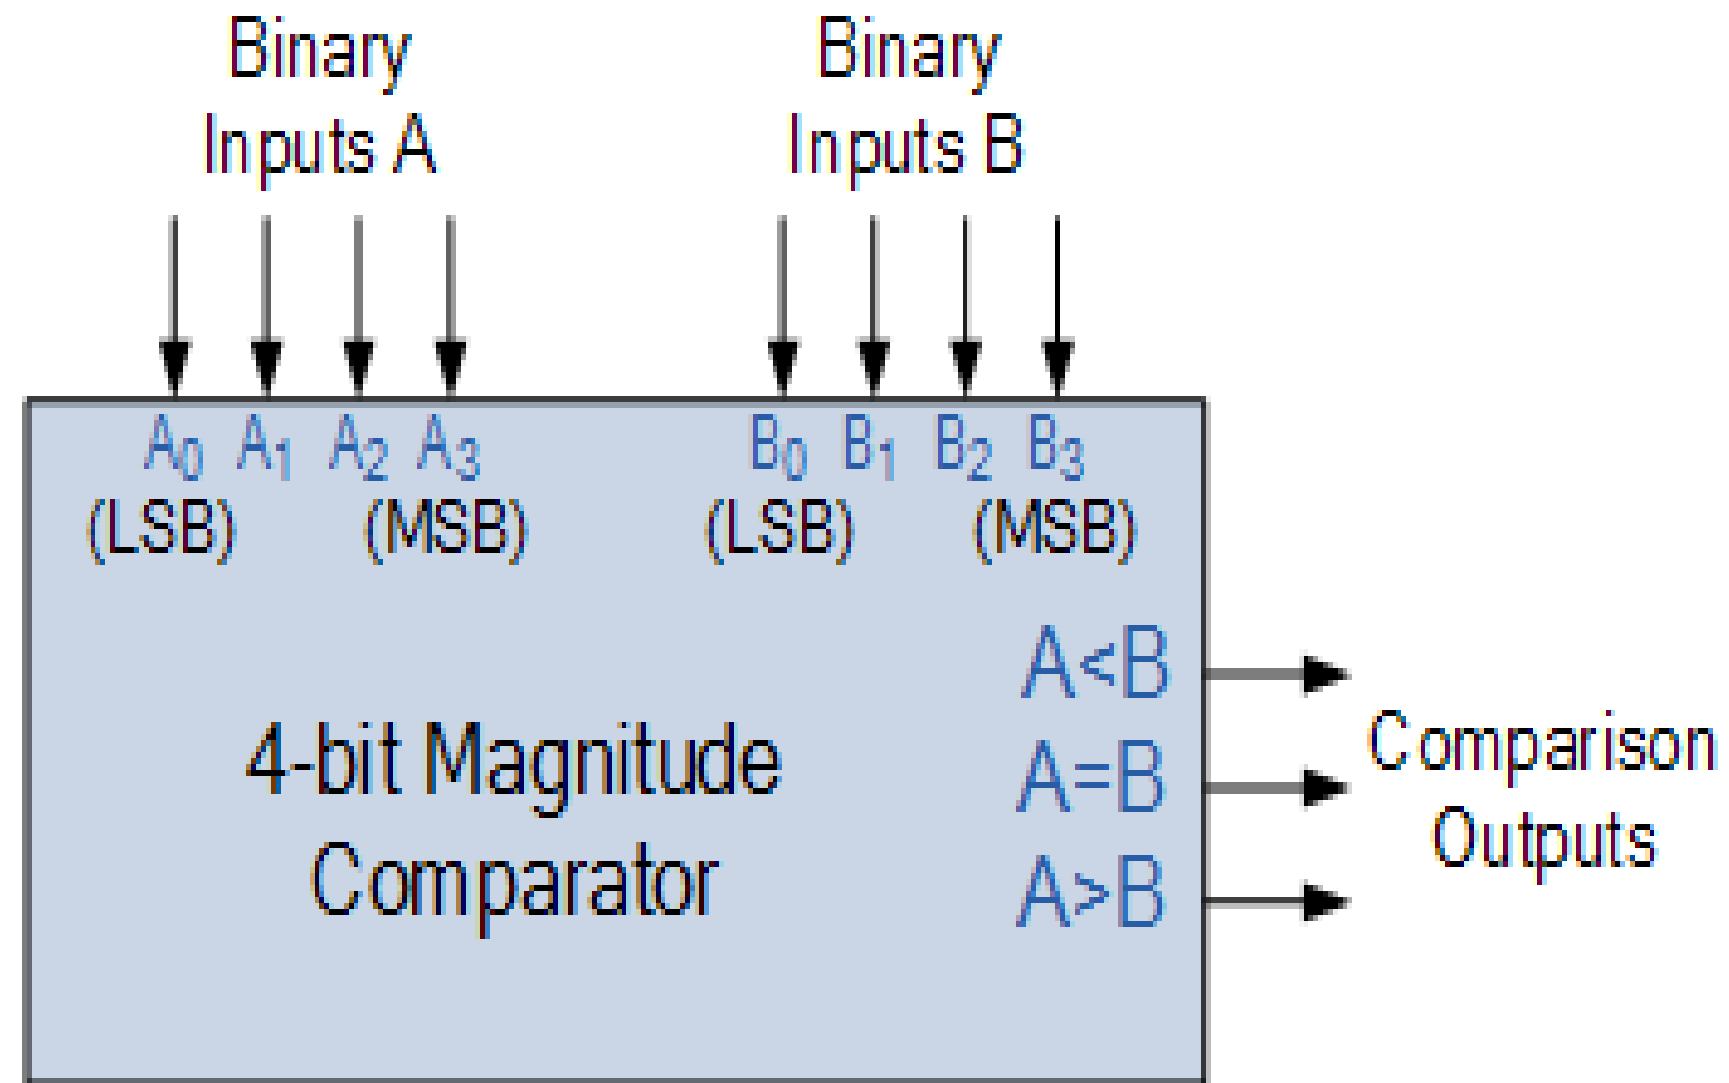 Binary
Inputs A
Binary
Inputs B
A₀ A₁ A₂ A₃ B₀ B₁ B₂ B₃
(LSB) (MSB) (LSB) (MSB)
A<B
A=B
A>B
4-bit Magnitude
Comparator
Comparison
Outputs